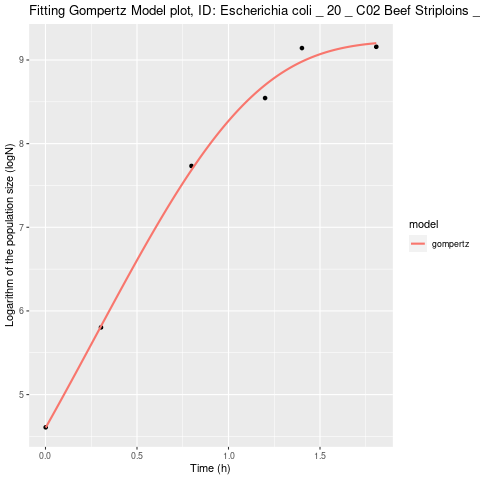 Fitting Gompertz Model plot, ID: Escherichia coli _ 20 _ C02 Beef Striploins _
Logarithm of the population size (logN)
9
8
7
6
5
0.0 0.5 1.0 1.5
Time (h)
model
gompertz